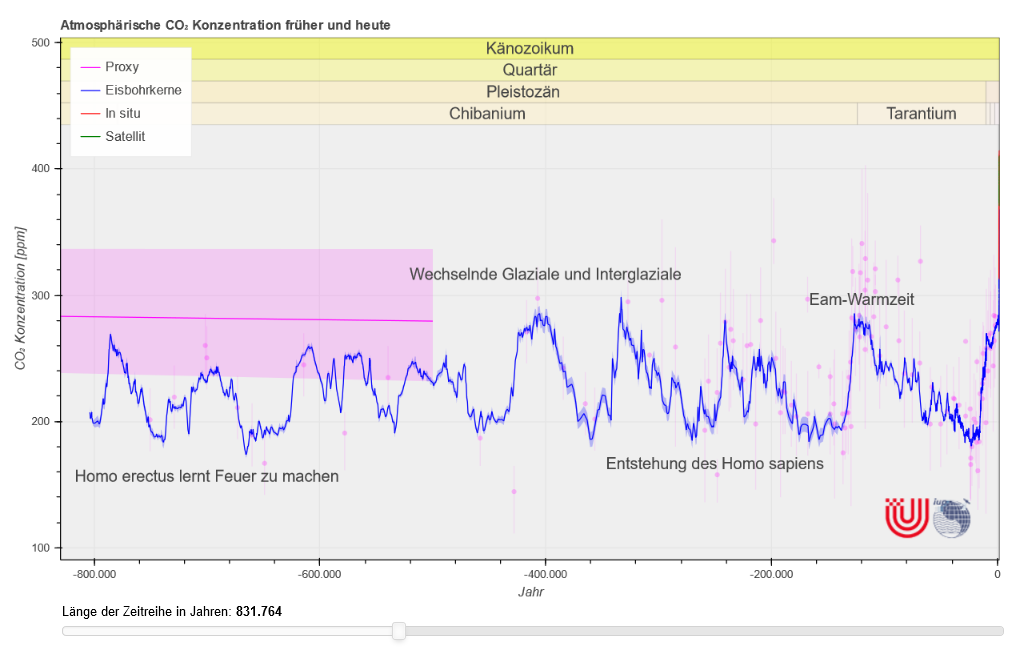 Atmosphärische CO₂ Konzentration früher und heute
Känozoikum
Quartär
Pleistozän
Chibanium
Tarantium
Proxy
Eisbohrkerne
In situ
Satellit
500
400
300
200
100
CO₂ Konzentration [ppm]
Wechselnde Glaziale und Interglaziale
Eam-Warmzeit
Entstehung des Homo sapiens
Homo erectus lernt Feuer zu machen
-800.000
-600.000
-400.000
-200.000
0
Jahr
Länge der Zeitreihe in Jahren: 831.764